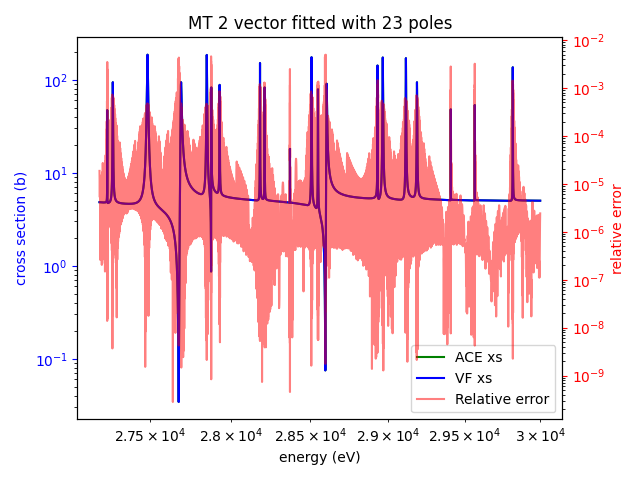 MT 2 vector fitted with 23 poles
10²
10¹
10⁰
10⁻¹
cross section (b)
10⁻²
10⁻³
10⁻⁴
10⁻⁵
10⁻⁶
10⁻⁷
10⁻⁸
10⁻⁹
relative error
ACE xs
VF xs
Relative error
2.75 × 10⁴ 2.8 × 10⁴ 2.85 × 10⁴ 2.9 × 10⁴ 2.95 × 10⁴ 3 × 10⁴
energy (eV)